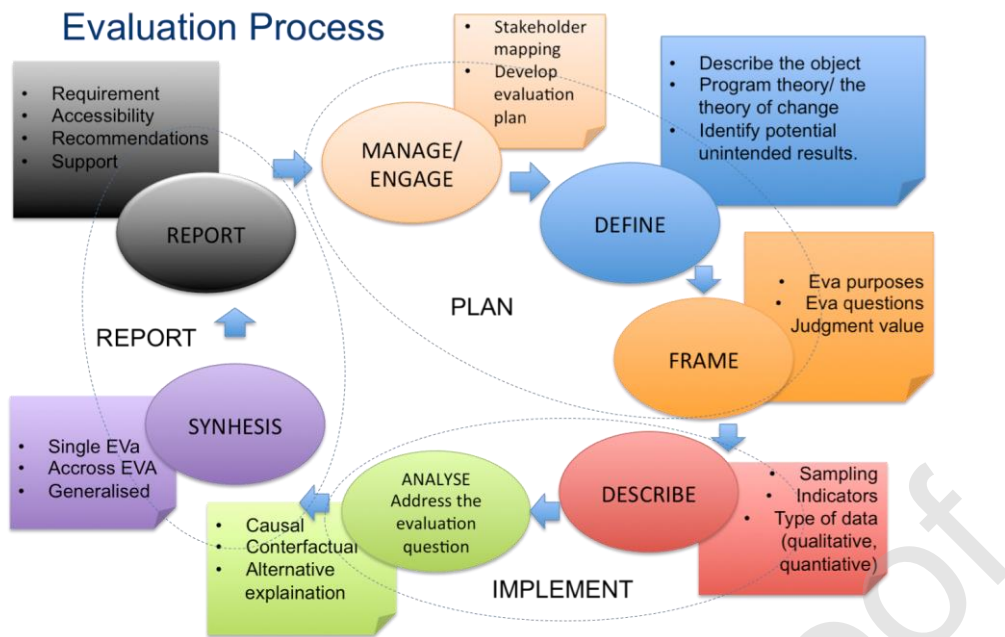 Evaluation Process
• Requirement
• Accessibility
• Recommendations
• Support
REPORT
• Stakeholder
mapping
• Develop
evaluation
plan
MANAGE/
ENGAGE
• Describe the object
• Program theory/ the
theory of change
• Identify potential
unintended results.
DEFINE
• Eva purposes
• Eva questions
Judgment value
FRAME
PLAN
REPORT
SYNHESIS
• Single EVa
• Accross EVA
• Generalised
ANALYSE
Address the
evaluation
question
• Causal
• Conterfactual
• Alternative
explaination
DESCRIBE
• Sampling
• Indicators
• Type of data
(qualitative,
quantiative)
IMPLEMENT